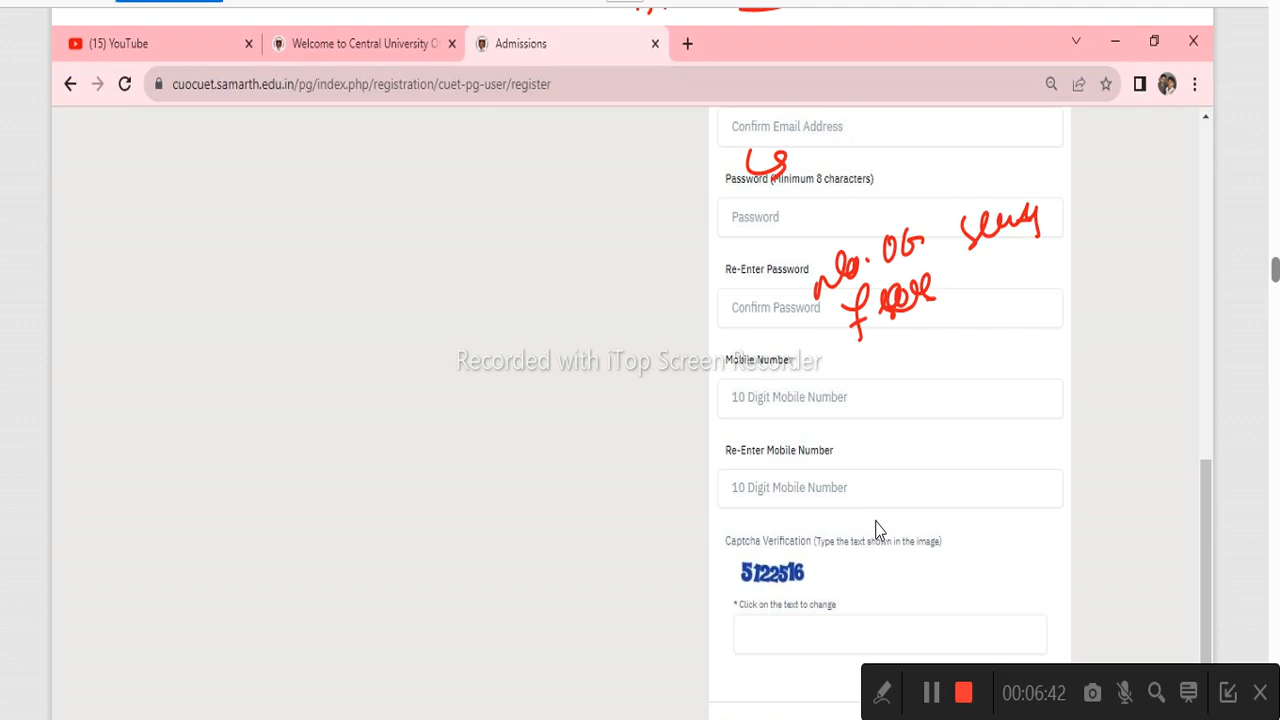 (15) YouTube
Welcome to Central University O
Admissions
cuocuet.samarth.edu.in/pg/index.php/registration/cuet-pg-user/register
Confirm Email Address
Password (Minimum 8 characters)
Password
No. OG
Re-Enter Password
Confirm Password
Recorded with iTop Screen Recorder
Mobile Number
10 Digit Mobile Number
Re-Enter Mobile Number
10 Digit Mobile Number
Captcha Verification (Type the text shown in the image)
5122516
* Click on the text to change
00:06:42